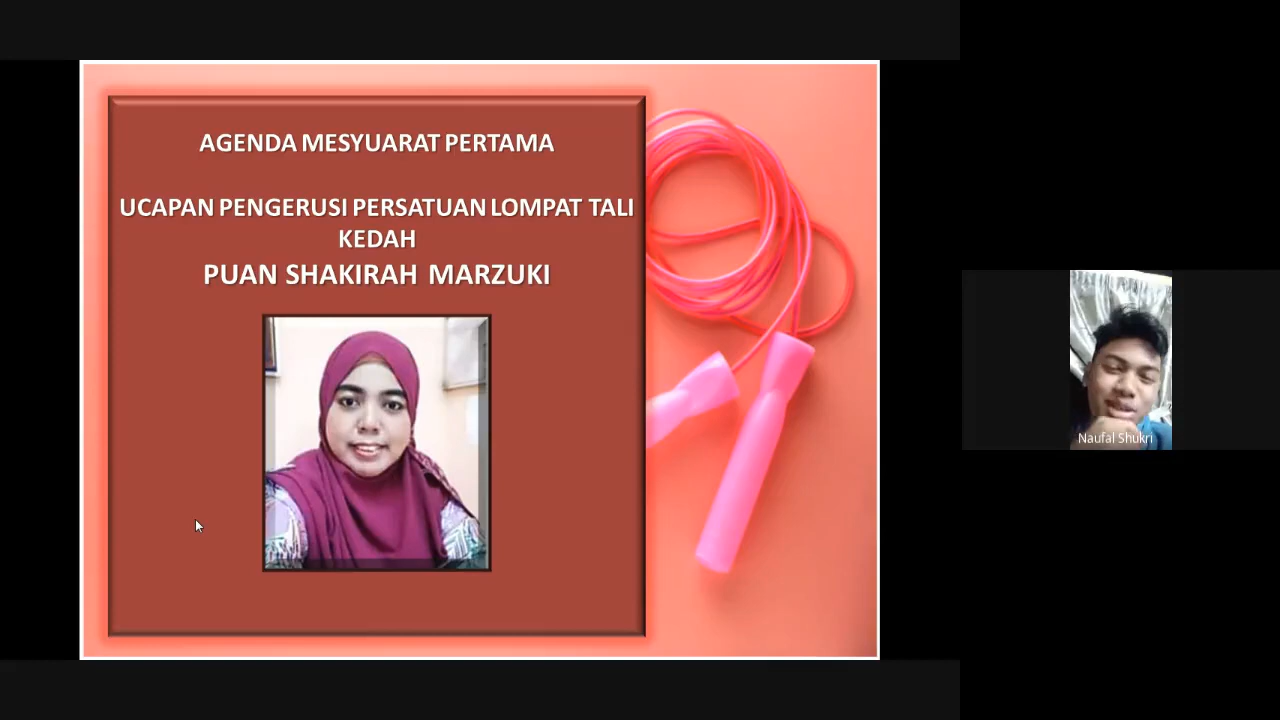 AGENDA MESYUARAT PERTAMA
UCAPAN PENGERUSI PERSATUAN LOMPAT TALI
KEDAH
PUAN SHAKIRAH MARZUKI
Naufal Shukri